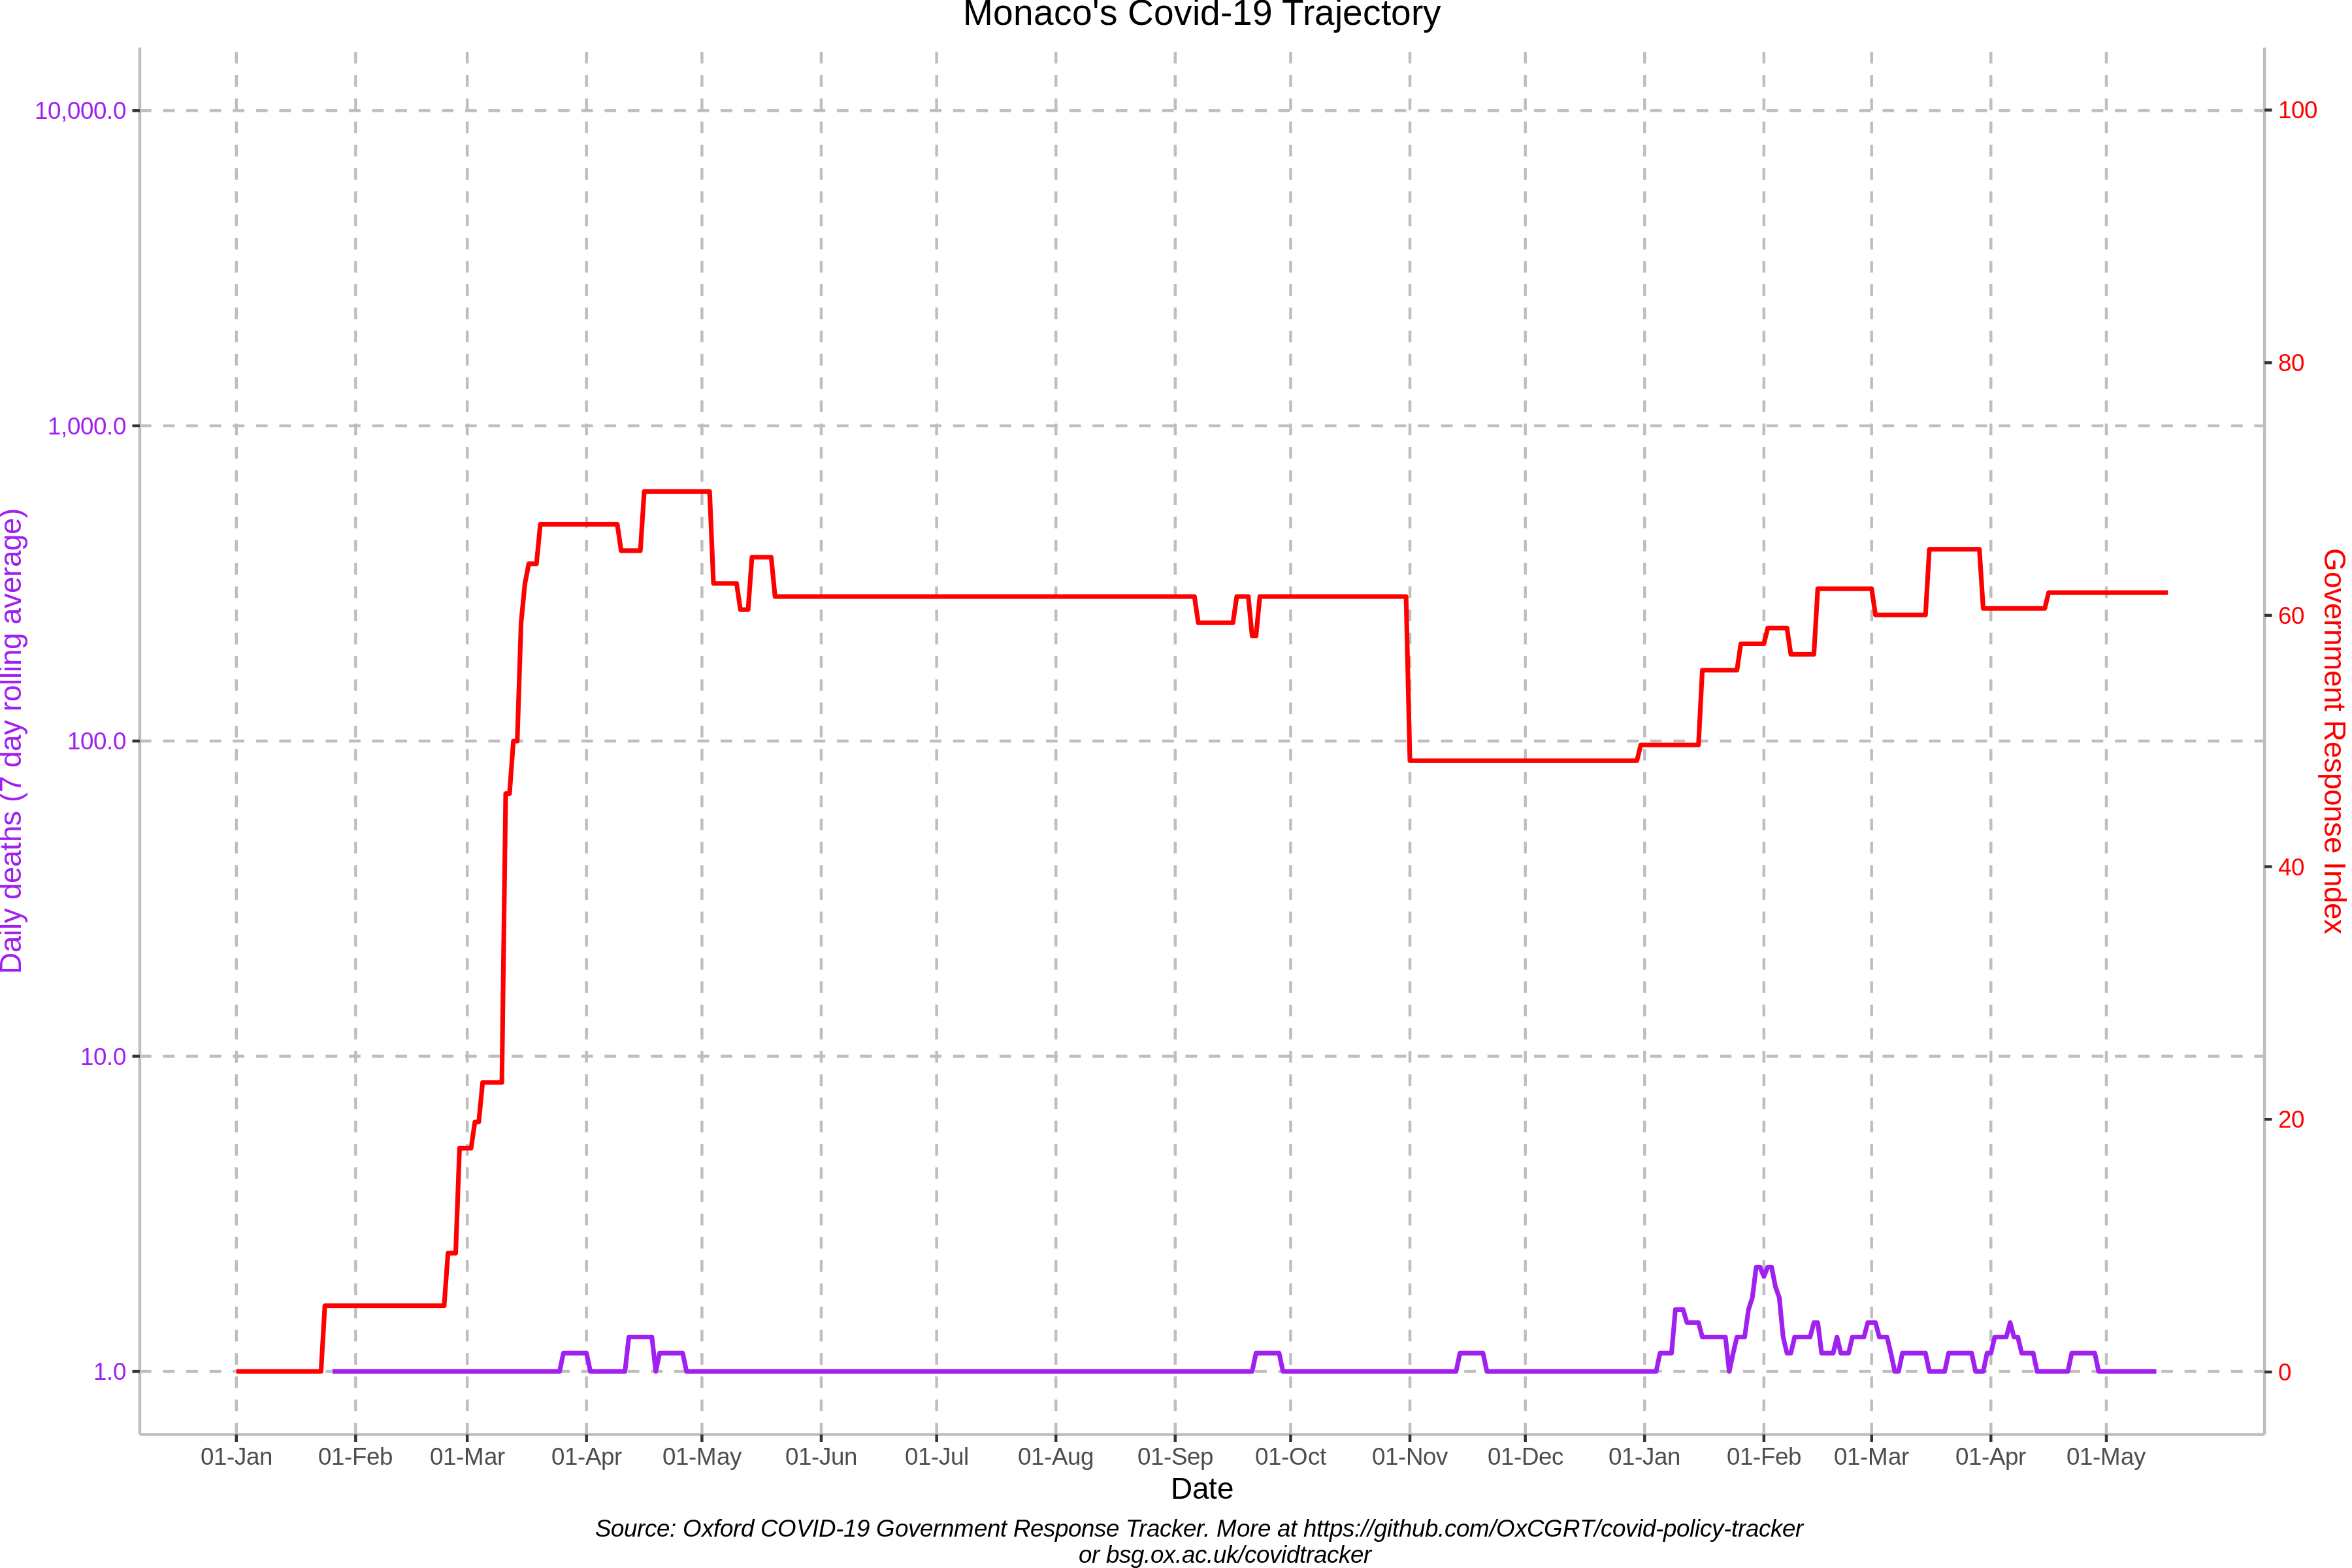 Monaco's Covid-19 Trajectory
10,000.0
1,000.0
100.0
10.0
1.0
Daily deaths (7 day rolling average)
100
80
60
40
20
0
Government Response Index
01-Jan 01-Feb 01-Mar 01-Apr 01-May 01-Jun 01-Jul 01-Aug 01-Sep 01-Oct 01-Nov 01-Dec 01-Jan 01-Feb 01-Mar 01-Apr 01-May
Date
Source: Oxford COVID-19 Government Response Tracker. More at https://github.com/OxCGRT/covid-policy-tracker
or bsg.ox.ac.uk/covidtracker